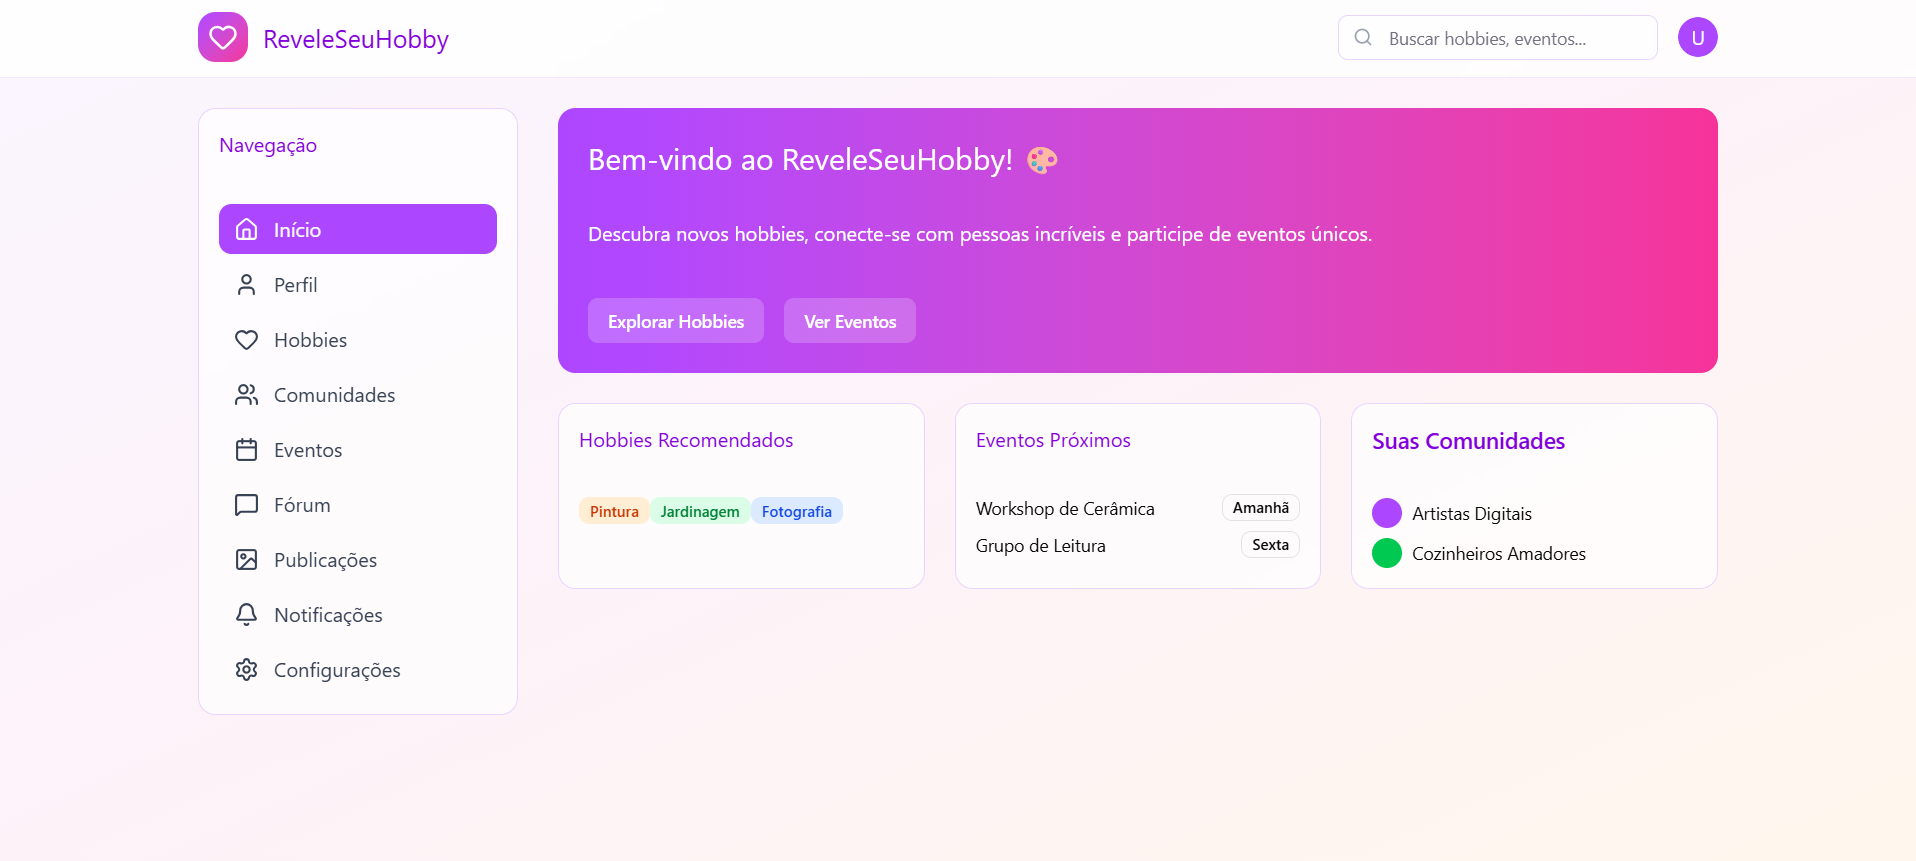 ReveleSeuHobby
Buscar hobbies, eventos...
U
Navegação
Início
Perfil
Hobbies
Comunidades
Eventos
Fórum
Publicações
Notificações
Configurações
Bem-vindo ao ReveleSeuHobby! 🎨
Descubra novos hobbies, conecte-se com pessoas incríveis e participe de eventos únicos.
Explorar Hobbies
Ver Eventos
Hobbies Recomendados
Pintura Jardinagem Fotografia
Eventos Próximos
Workshop de Cerâmica Amanhã
Grupo de Leitura Sexta
Suas Comunidades
Artistas Digitais
Cozinheiros Amadores